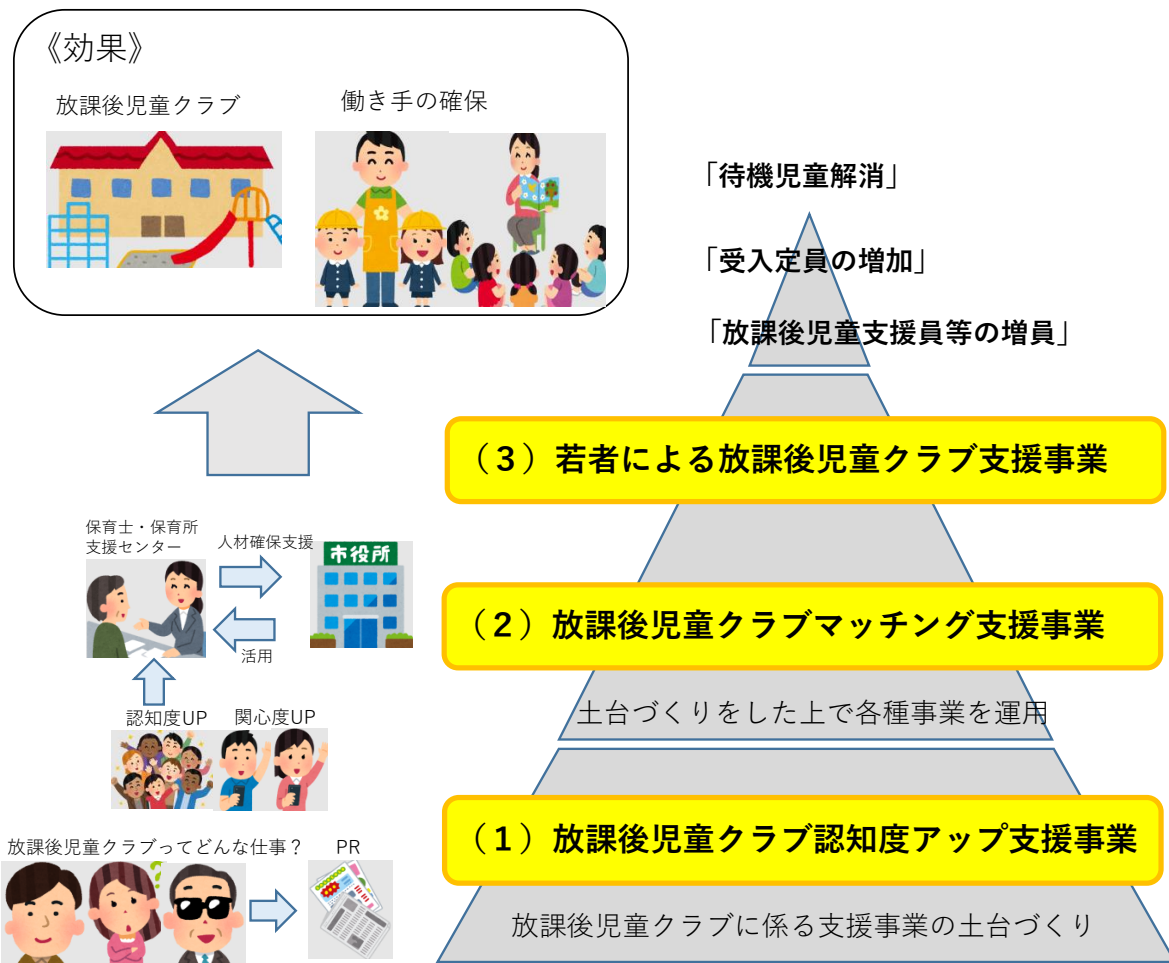 《効果》
放課後児童クラブ
働き手の確保
保育士・保育所
支援センター
人材確保支援
市役所
活用
認知度UP
関心度UP
放課後児童クラブってどんな仕事？
PR
「待機児童解消」
「受入定員の増加」
「放課後児童支援員等の増員」
（３）若者による放課後児童クラブ支援事業
（２）放課後児童クラブマッチング支援事業
土台づくりをした上で各種事業を運用
（１）放課後児童クラブ認知度アップ支援事業
放課後児童クラブに係る支援事業の土台づくり